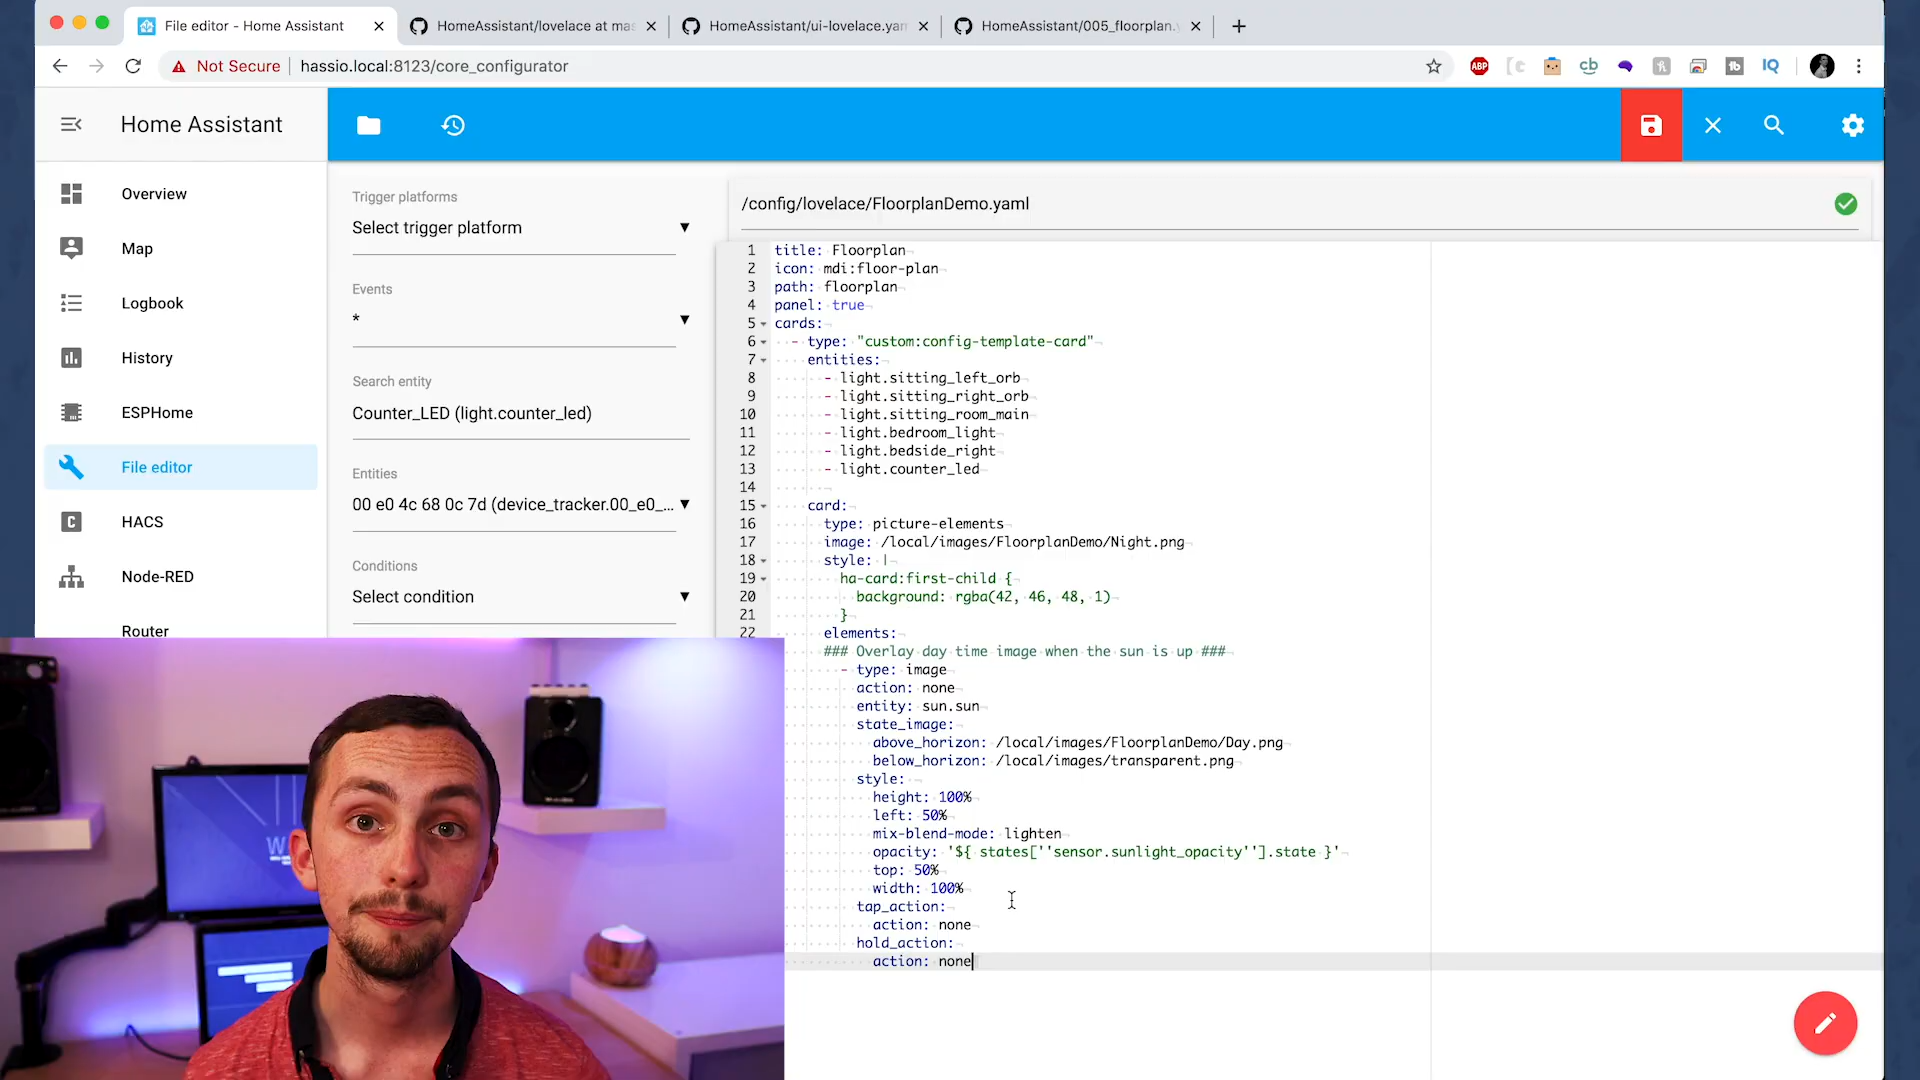 File editor - Home Assistant
HomeAssistant/lovelace at mas
HomeAssistant/ui-lovelace.yam
HomeAssistant/005_floorplan.y
Not Secure
hassio.local:8123/core_configurator
ABP
cb
tb
IQ
Home Assistant
Overview
Map
Logbook
History
ESPHome
File editor
C
HACS
Node-RED
Router
Trigger platforms
Select trigger platform
Events
*
Search entity
Counter_LED (light.counter_led)
Entities
00 e0 4c 68 0c 7d (device_tracker.00_e0_...
Conditions
Select condition
/config/lovelace/FloorplanDemo.yaml
1 title: Floorplan
2 icon: mdi:floor-plan
3 path: floorplan
4 panel: true
5 cards:
6 - type: "custom:config-template-card"
7 entities:
8 - light.sitting_left_orb
9 - light.sitting_right_orb
10 - light.sitting_room_main
11 - light.bedroom_light
12 - light.bedside_right
13 - light.counter_led
14
15 card:
16 type: picture-elements
17 image: /local/images/FloorplanDemo/Night.png
18 style: |
19 ha-card:first-child {
20 background: rgba(42, 46, 48, 1)
21 }
22 elements:
### Overlay day time image when the sun is up ###
- type: image
action: none
entity: sun.sun
state_image:
above_horizon: /local/images/FloorplanDemo/Day.png
below_horizon: /local/images/transparent.png
style:
height: 100%
left: 50%
mix-blend-mode: lighten
opacity: '${ states[''sensor.sunlight_opacity''].state }'
top: 50%
width: 100%
tap_action:
action: none
hold_action:
action: none